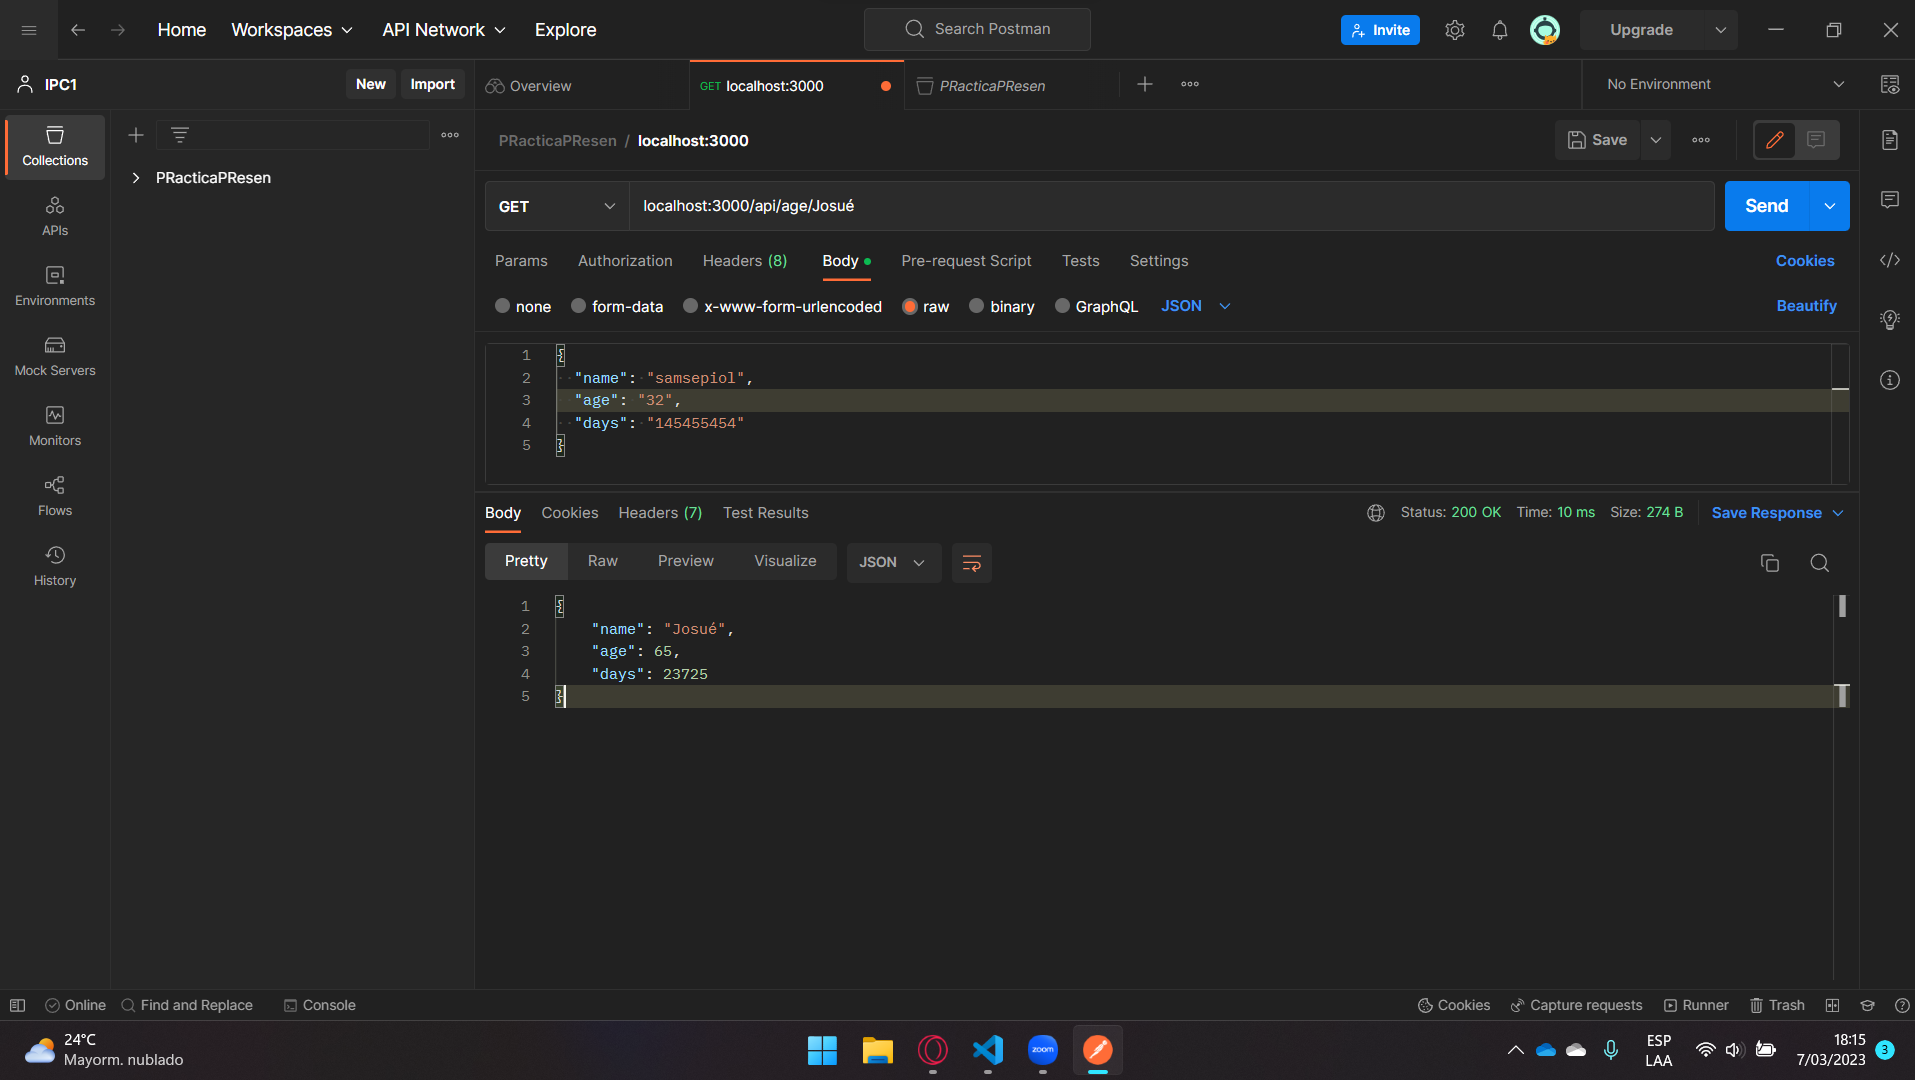 Home Workspaces API Network Explore Search Postman Invite Upgrade
IPC1 New Import Overview GET localhost:3000 PRacticaPResen No Environment
Collections
PRacticaPResen / localhost:3000 Save
PRacticaPResen
GET localhost:3000/api/age/Josué Send
APIs
Params Authorization Headers (8) Body Pre-request Script Tests Settings Cookies
Environments
none form-data x-www-form-urlencoded raw binary GraphQL JSON Beautify
Mock Servers
1 {
2 "name": "samsepiol",
3 "age": "32",
4 "days": "145455454"
5 }
Monitors
Flows
Body Cookies Headers (7) Test Results Status: 200 OK Time: 10 ms Size: 274 B Save Response
Pretty Raw Preview Visualize JSON
History
1 {
2 "name": "Josué",
3 "age": 65,
4 "days": 23725
5 }
Online Find and Replace Console Cookies Capture requests Runner Trash
24°C
Mayorm. nublado
zoom
ESP
LAA
18:15
7/03/2023
3